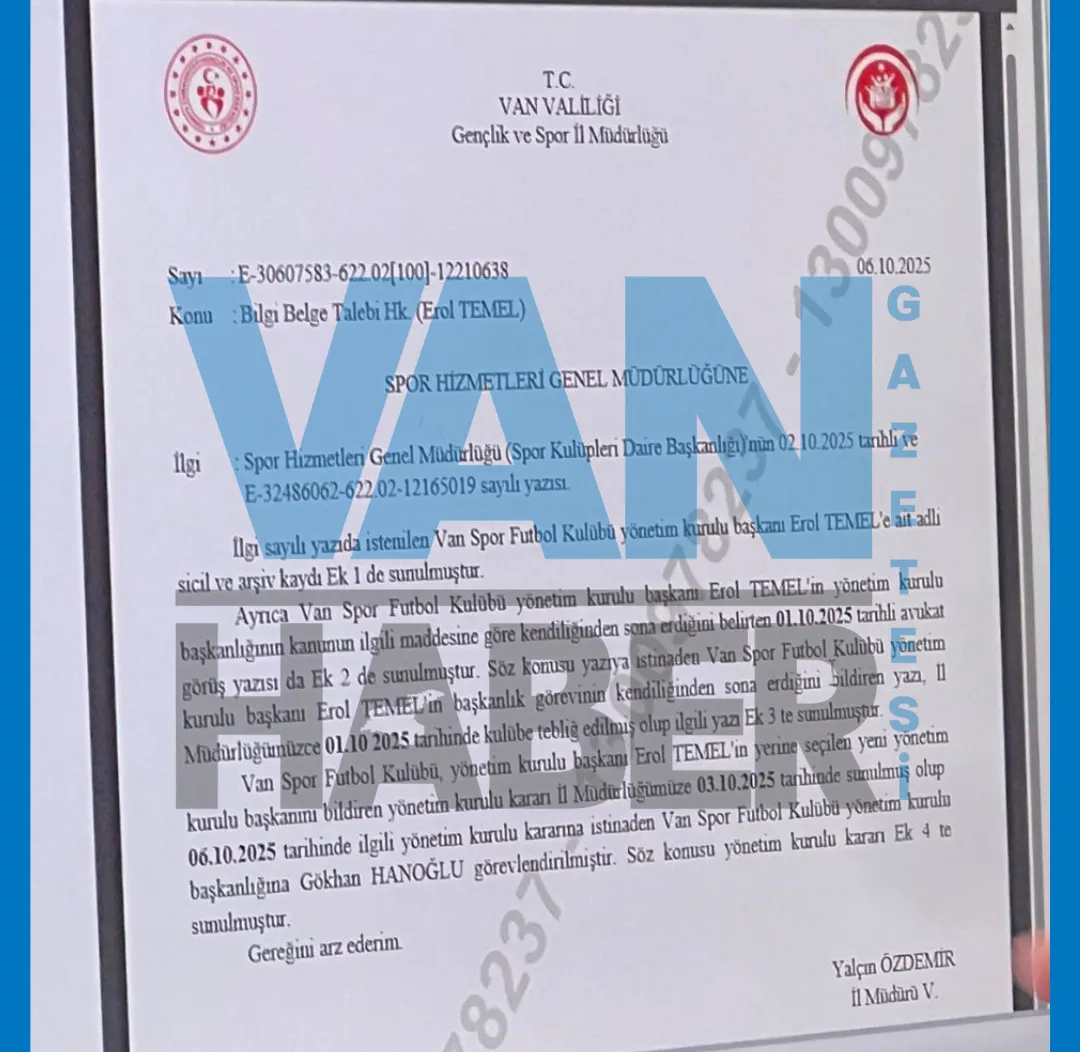 T.C.
VAN VALİLİĞİ
Gençlik ve Spor İl Müdürlüğü
Sayı : E-30607583-622.02[100]-12210638
06.10.2025
Konu : Bilgi Belge Talebi Hk. (Erol TEMEL)
SPOR HİZMETLERİ GENEL MÜDÜRLÜĞÜNE
İlgi : Spor Hizmetleri Genel Müdürlüğü (Spor Kulüpleri Daire Başkanlığı)'nün 02.10.2025 tarihli ve
E-32486062-622.02-12165019 sayılı yazısı.
İlgi sayılı yazıda istenilen Van Spor Futbol Kulübü yönetim kurulu başkanı Erol TEMEL'e ait adli
sicil ve arşiv kaydı Ek 1 de sunulmuştur.
Ayrıca Van Spor Futbol Kulübü yönetim kurulu başkanı Erol TEMEL'in yönetim kurulu
başkanlığının kanunun ilgili maddesine göre kendiliğinden sona erdiğini belirten 01.10.2025 tarihli avukat
görüş yazısı da Ek 2 de sunulmuştur. Söz konusu yazıya istinaden Van Spor Futbol Kulübü yönetim
kurulu başkanı Erol TEMEL'in başkanlık görevinin kendiliğinden sona erdiğini bildiren yazı, İl
Müdürlüğümüzce 01.10 2025 tarihinde kulübe tebliğ edilmiş olup ilgili yazı Ek 3 te sunulmuştur.
Van Spor Futbol Kulübü, yönetim kurulu başkanı Erol TEMEL'in yerine seçilen yeni yönetim
kurulu başkanını bildiren yönetim kurulu kararı İl Müdürlüğümüze 03.10.2025 tarihinde sunulmuş olup
06.10.2025 tarihinde ilgili yönetim kurulu kararına istinaden Van Spor Futbol Kulübü yönetim kurulu
başkanlığına Gökhan HANOĞLU görevlendirilmiştir. Söz konusu yönetim kurulu kararı Ek 4 te
sunulmuştur.
Gereğini arz ederim.
Yalçın ÖZDEMİR
İl Müdürü V.
VAN
HABER
GAZETESİ